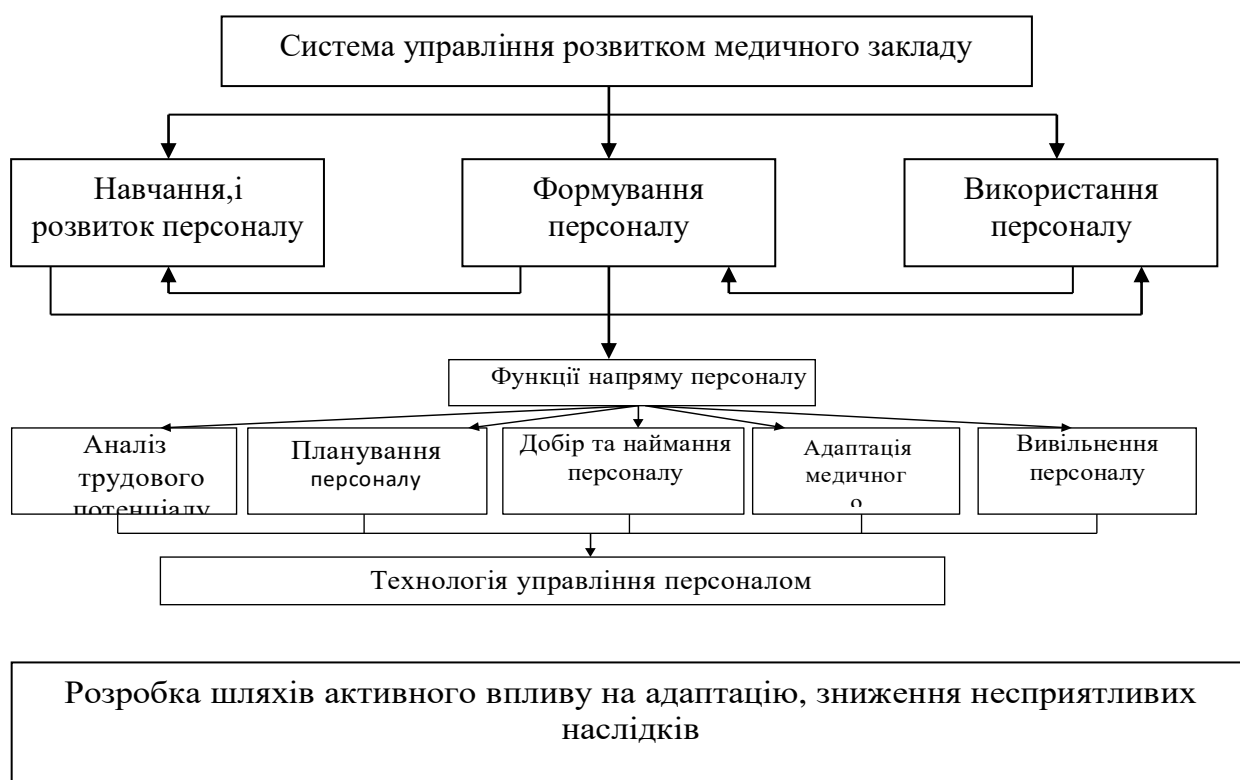 Система управління розвитком медичного закладу
Навчання,і
розвиток персоналу
Формування
персоналу
Використання
персоналу
Функції напряму персоналу
Аналіз
трудового
потенціалу
Планування
персоналу
Добір та наймання
персоналу
Адаптація
медичног
о
Вивільнення
персоналу
Технологія управління персоналом
Розробка шляхів активного впливу на адаптацію, зниження несприятливих
наслідків